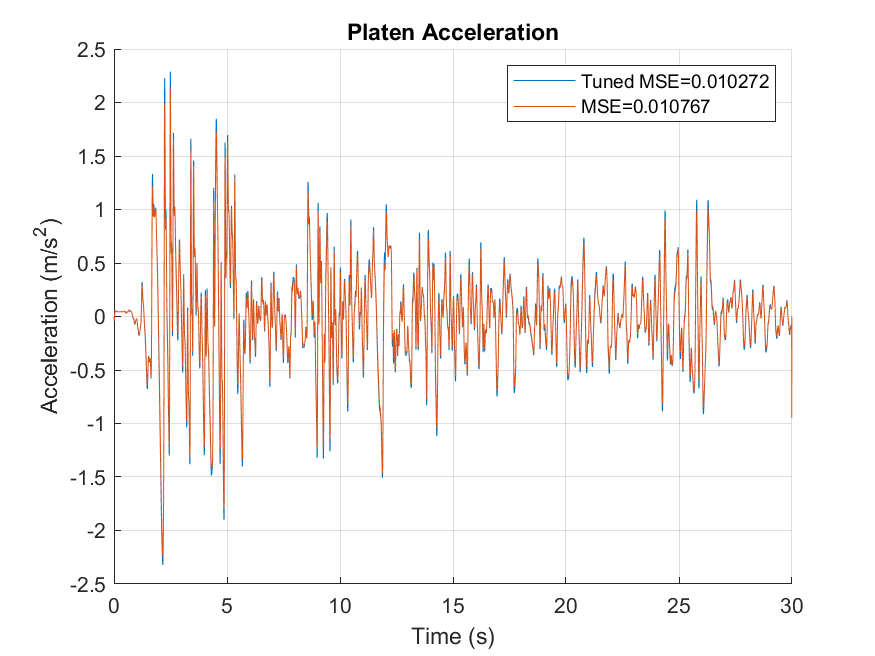 Platen Acceleration
Tuned MSE=0.010272
MSE=0.010767
2.5
2
1.5
1
0.5
0
-0.5
-1
-1.5
-2
-2.5
Acceleration (m/s²)
0 5 10 15 20 25 30
Time (s)